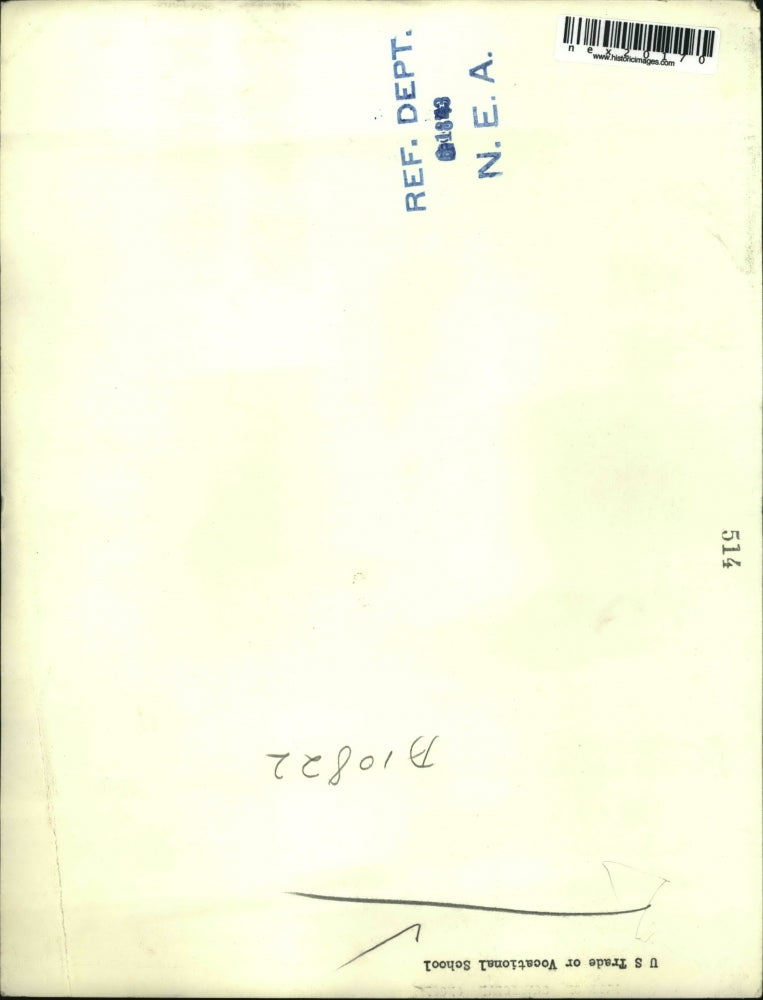 nex20170
www.historicimages.com
REF. DEPT.
N. E. A.
514
A10822
U S Trade or Vocational School